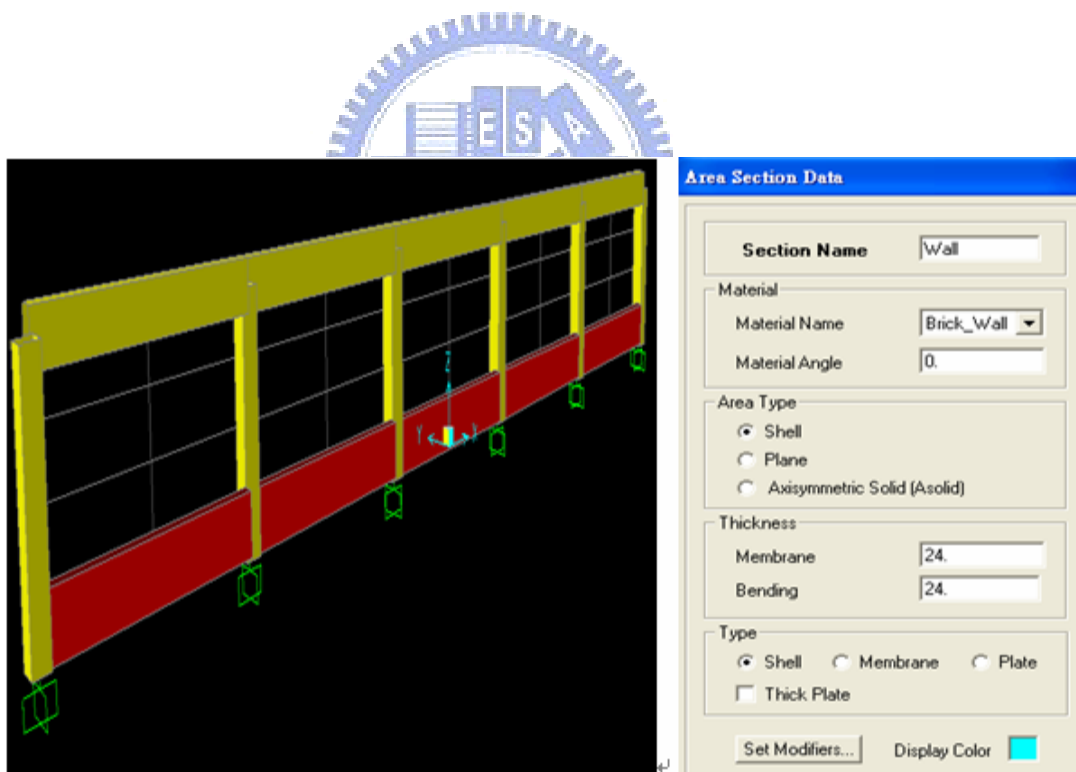 E S A
Z
Y X
Area Section Data
Section Name Wall
Material
Material Name Brick_Wall
Material Angle 0.
Area Type
Shell
Plane
Axisymmetric Solid (Asolid)
Thickness
Membrane 24.
Bending 24.
Type
Shell Membrane Plate
Thick Plate
Set Modifiers... Display Color